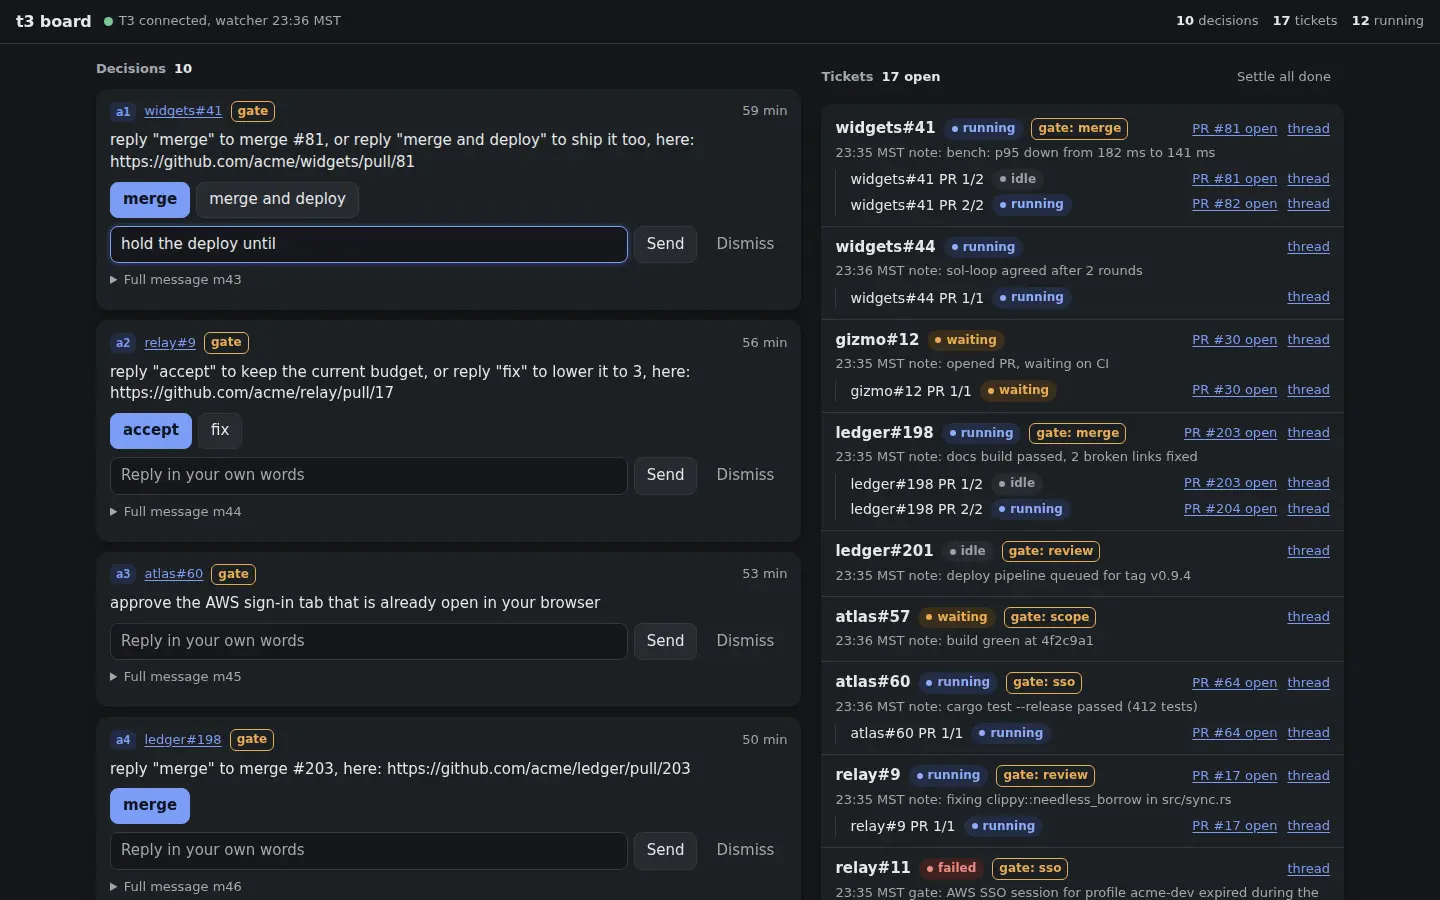 t3 board
T3 connected, watcher 23:36 MST
10 decisions 17 tickets 12 running
Decisions 10
a1 widgets#41 gate 59 min
reply "merge" to merge #81, or reply "merge and deploy" to ship it too, here:
https://github.com/acme/widgets/pull/81
merge merge and deploy
hold the deploy until Send Dismiss
Full message m43
a2 relay#9 gate 56 min
reply "accept" to keep the current budget, or reply "fix" to lower it to 3, here:
https://github.com/acme/relay/pull/17
accept fix
Reply in your own words Send Dismiss
Full message m44
a3 atlas#60 gate 53 min
approve the AWS sign-in tab that is already open in your browser
Reply in your own words Send Dismiss
Full message m45
a4 ledger#198 gate 50 min
reply "merge" to merge #203, here: https://github.com/acme/ledger/pull/203
merge
Reply in your own words Send Dismiss
Full message m46
Tickets 17 open Settle all done
widgets#41 running gate: merge PR #81 open thread
23:35 MST note: bench: p95 down from 182 ms to 141 ms
widgets#41 PR 1/2 idle PR #81 open thread
widgets#41 PR 2/2 running PR #82 open thread
widgets#44 running thread
23:36 MST note: sol-loop agreed after 2 rounds
widgets#44 PR 1/1 running thread
gizmo#12 waiting PR #30 open thread
23:35 MST note: opened PR, waiting on CI
gizmo#12 PR 1/1 waiting PR #30 open thread
ledger#198 running gate: merge PR #203 open thread
23:35 MST note: docs build passed, 2 broken links fixed
ledger#198 PR 1/2 idle PR #203 open thread
ledger#198 PR 2/2 running PR #204 open thread
ledger#201 idle gate: review thread
23:35 MST note: deploy pipeline queued for tag v0.9.4
atlas#57 waiting gate: scope thread
23:36 MST note: build green at 4f2c9a1
atlas#60 running gate: sso PR #64 open thread
23:36 MST note: cargo test --release passed (412 tests)
atlas#60 PR 1/1 running PR #64 open thread
relay#9 running gate: review PR #17 open thread
23:35 MST note: fixing clippy::needless_borrow in src/sync.rs
relay#9 PR 1/1 running PR #17 open thread
relay#11 failed gate: sso thread
23:35 MST gate: AWS SSO session for profile acme-dev expired during the